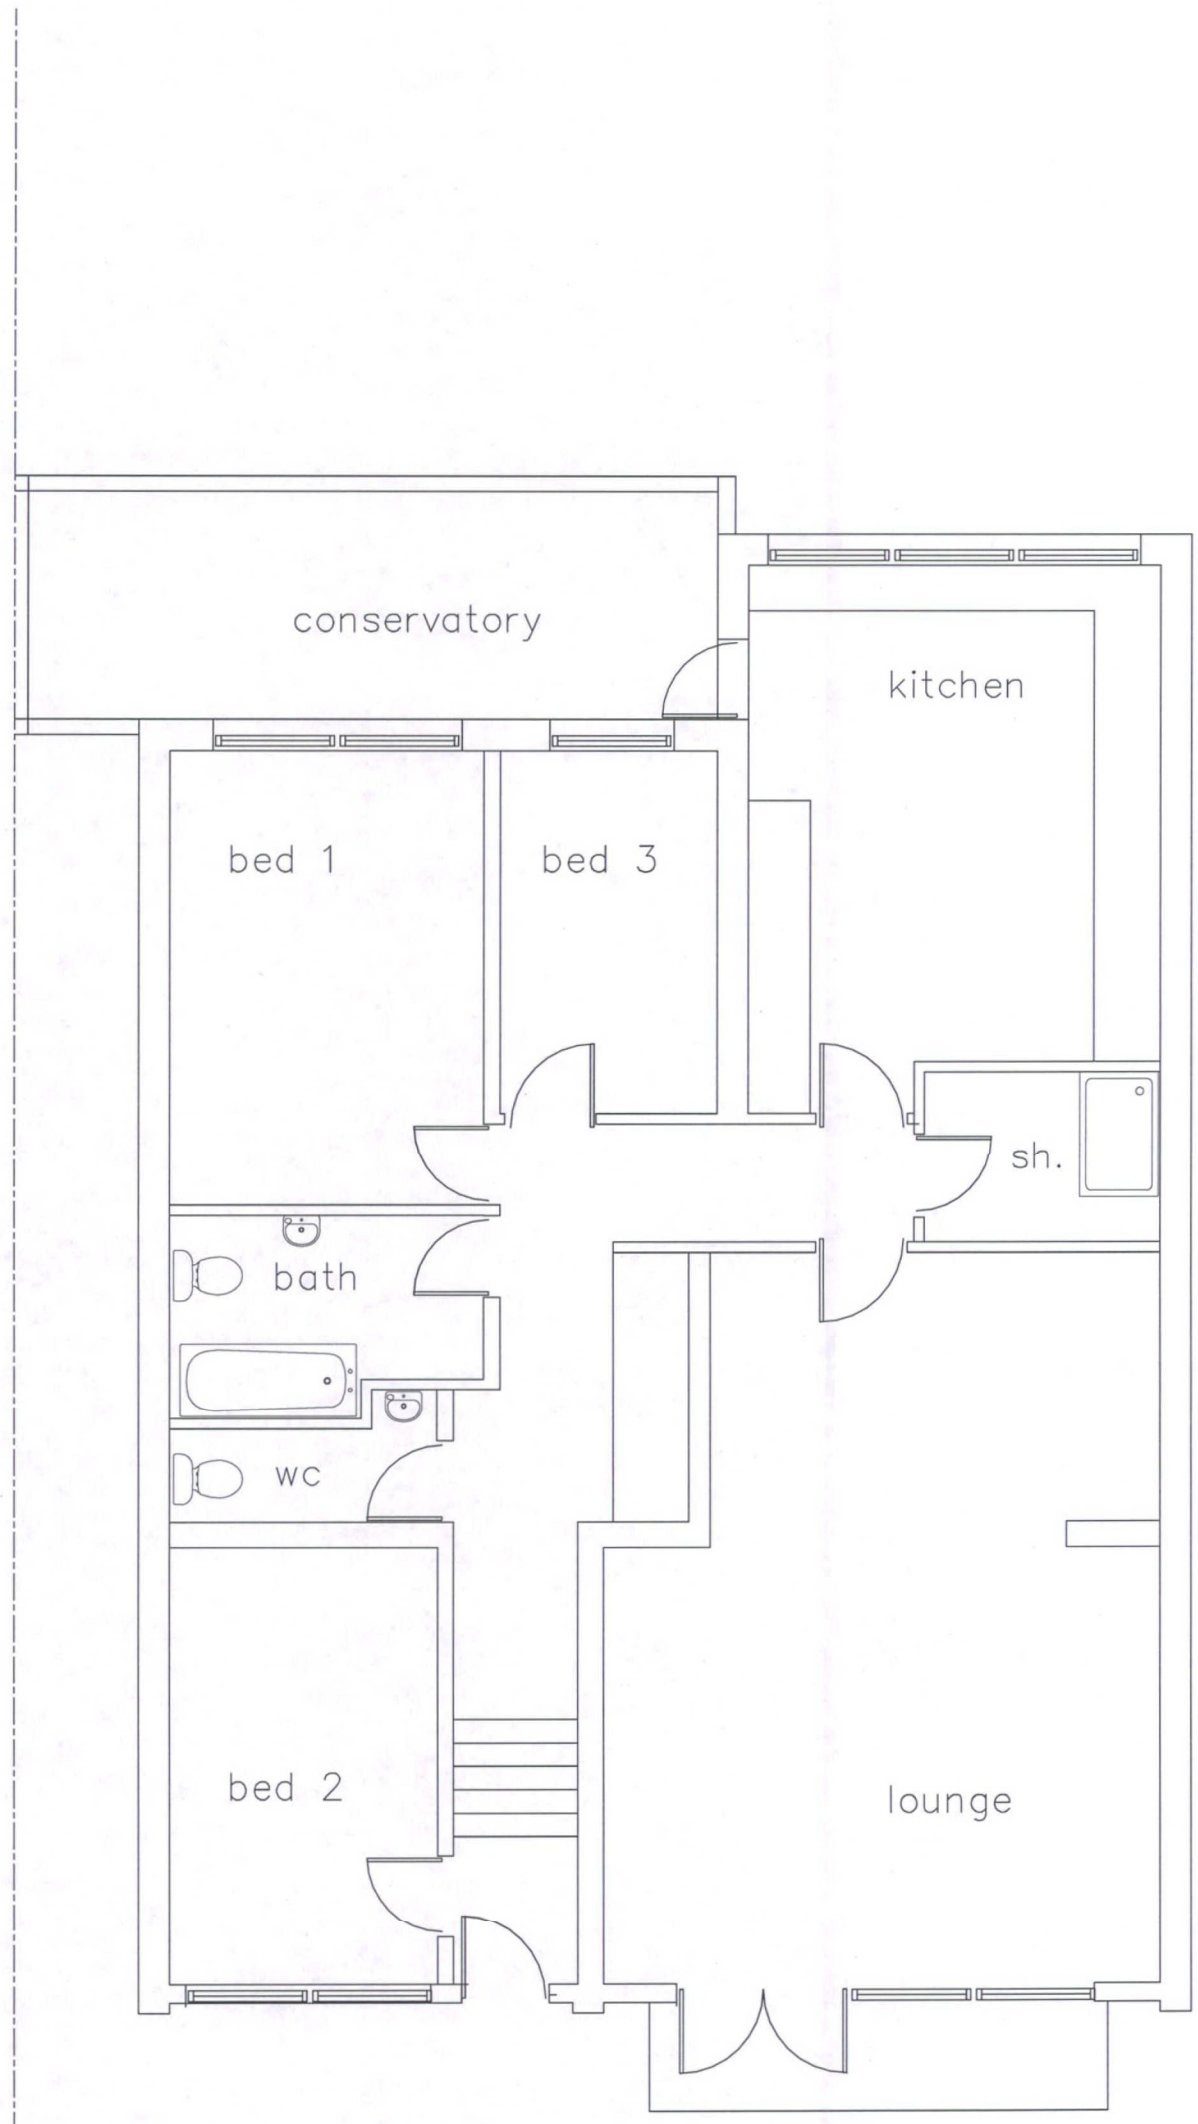 conservatory
kitchen
bed 1
bed 3
sh.
bath
wc
bed 2
lounge